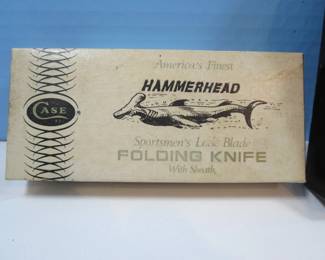 America's Finest
HAMMERHEAD
CASE
Sportsmen's Lock Blade
FOLDING KNIFE
With Sheath